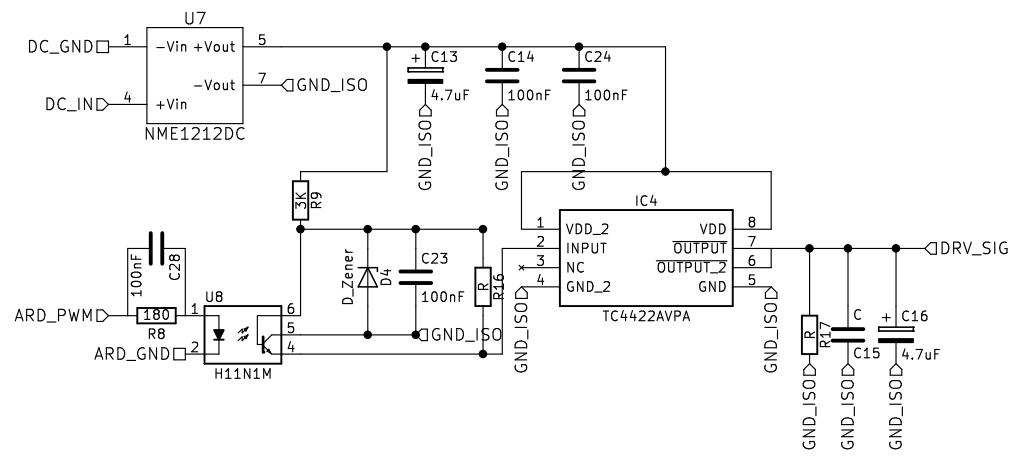 U7
DC_GND 1 -Vin +Vout 5
-Vout 7 GND_ISO
DC_IN 4 +Vin
NME1212DC
+ C13
4.7uF
GND_ISO
C14
100nF
GND_ISO
C24
100nF
GND_ISO
3K
R9
IC4
1 VDD_2 VDD 8
2 INPUT OUTPUT 7
3 NC OUTPUT_2 6
4 GND_2 GND 5
TC4422AVPA
GND_ISO
GND_ISO
DRV_SIG
100nF
C28
D_Zener
D4
C23
100nF
R
R16
U8
ARD_PWM 180 1 6
R8
5 GND_ISO
ARD_GND 2 4
H11N1M
R
R17
GND_ISO
C
C15
GND_ISO
+ C16
4.7uF
GND_ISO